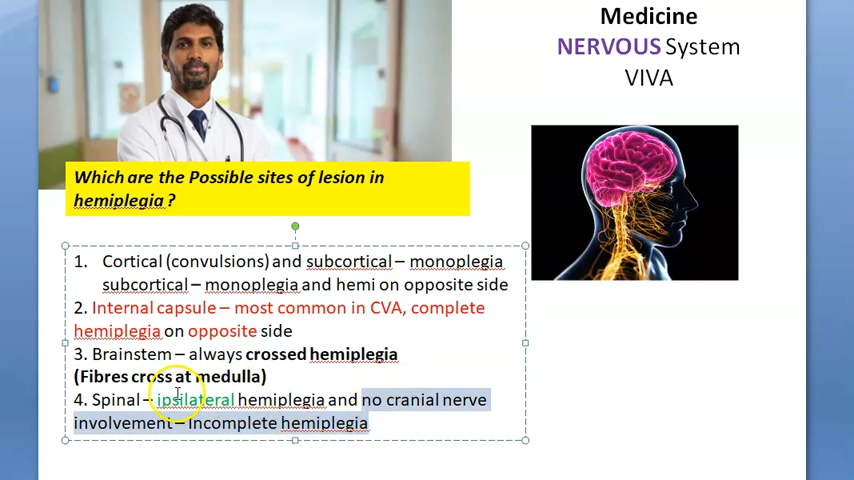 Medicine
NERVOUS System
VIVA
Which are the Possible sites of lesion in
hemiplegia ?
1. Cortical (convulsions) and subcortical – monoplegia
subcortical – monoplegia and hemi on opposite side
2. Internal capsule – most common in CVA, complete
hemiplegia on opposite side
3. Brainstem – always crossed hemiplegia
(Fibres cross at medulla)
4. Spinal – ipsilateral hemiplegia and no cranial nerve
involvement – Incomplete hemiplegia